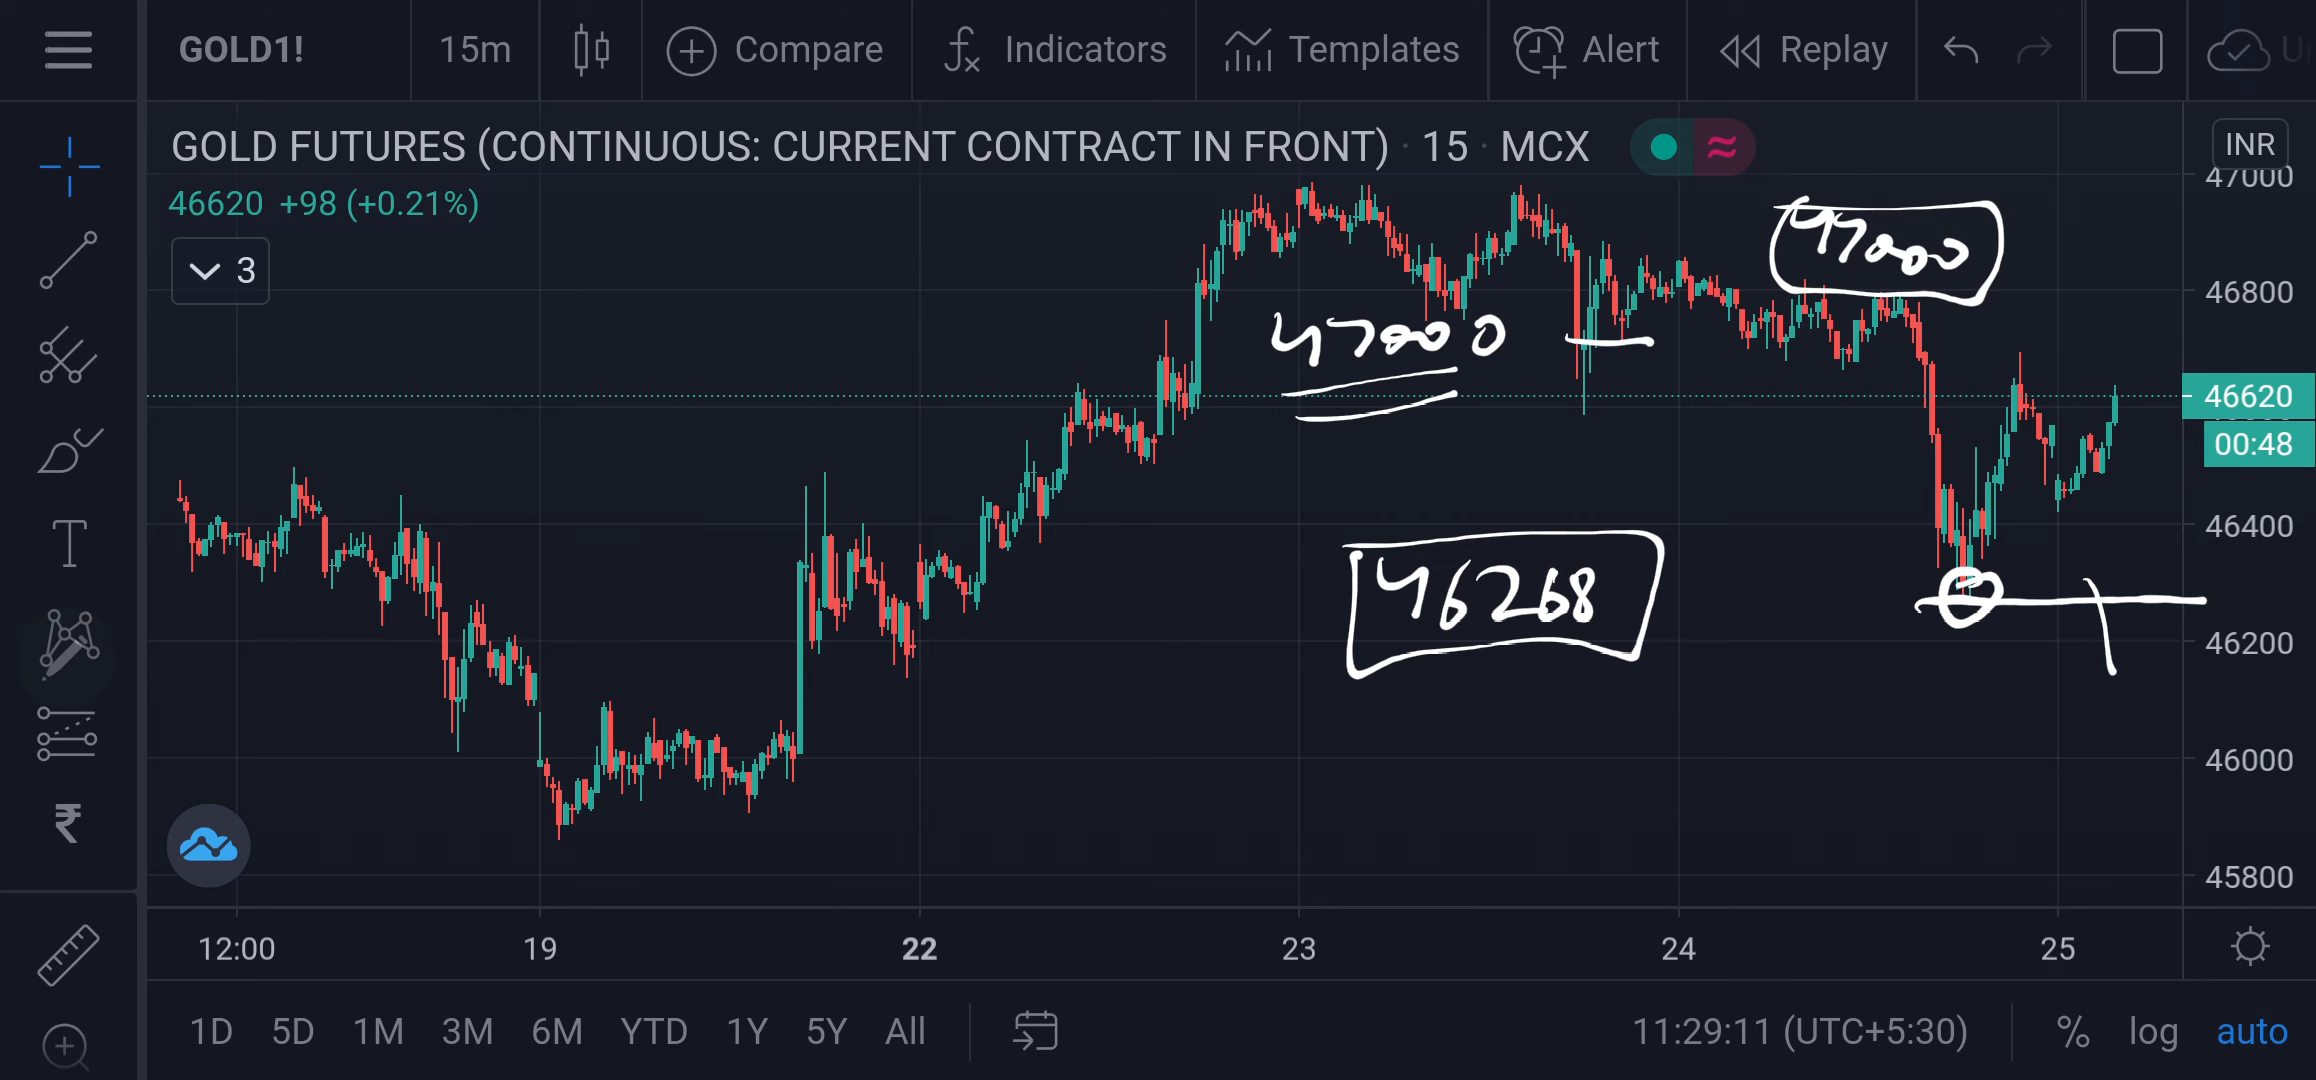 GOLD1! 15m Compare Indicators Templates Alert Replay
GOLD FUTURES (CONTINUOUS: CURRENT CONTRACT IN FRONT) · 15 · MCX
INR
47000
46620 +98 (+0.21%)
3
47000
46800
47000
46620
00:48
46400
46268
46200
46000
45800
12:00 19 22 23 24 25
1D 5D 1M 3M 6M YTD 1Y 5Y All 11:29:11 (UTC+5:30) % log auto